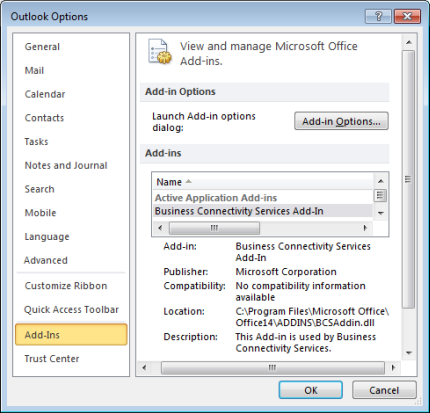 Outlook Options
General
Mail
Calendar
Contacts
Tasks
Notes and Journal
Search
Mobile
Language
Advanced
Customize Ribbon
Quick Access Toolbar
Add-Ins
Trust Center
View and manage Microsoft Office
Add-ins.
Add-in Options
Launch Add-in options
dialog:
Add-in Options...
Add-ins
Name
Active Application Add-ins
Business Connectivity Services Add-In
Add-in: Business Connectivity Services
Add-In
Publisher: Microsoft Corporation
Compatibility: No compatibility information
available
Location: C:\Program Files\Microsoft Office\
Office14\ADDINS\BCSAddin.dll
Description: This Add-in is used by Business
Connectivity Services.
OK
Cancel